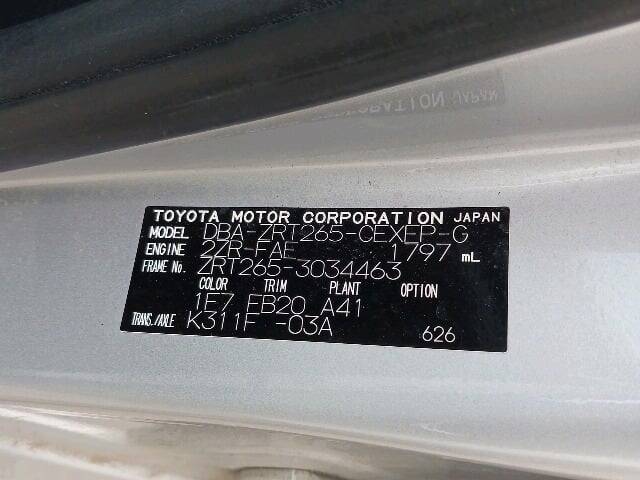 TOYOTA MOTOR CORPORATION JAPAN
MODEL DBA-ZRT265-CEXEP-G
ENGINE 2ZR-FAE 1797 mL
FRAME No. ZRT265-3034463
COLOR TRIM PLANT OPTION
1F7 FB20 A41
TRANS./AXLE K311F -03A
626